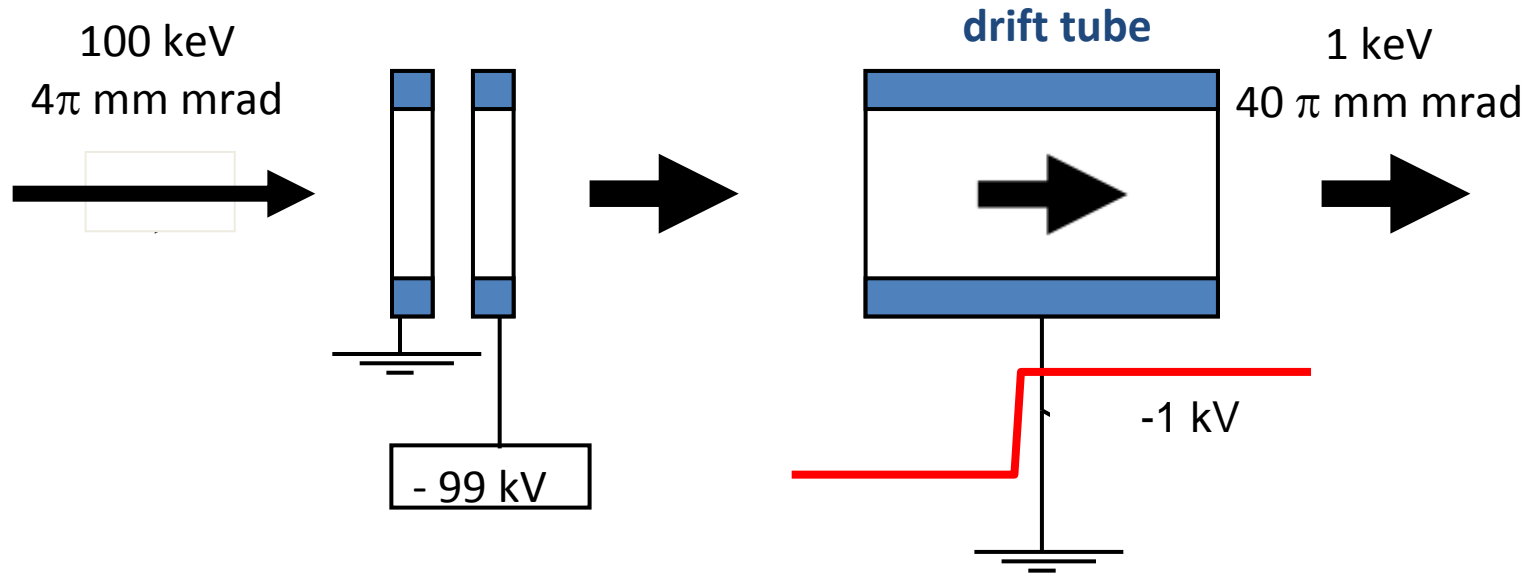 100 keV
4π mm mrad
drift tube
1 keV
40 π mm mrad
- 99 kV
-1 kV